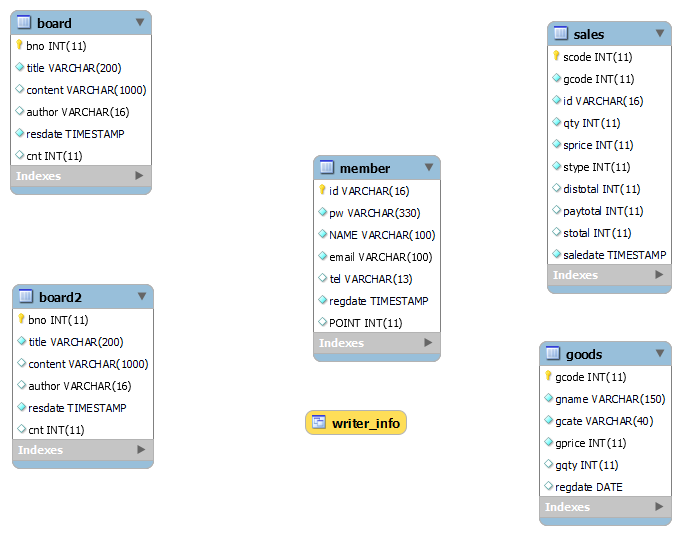 board
bno INT(11)
title VARCHAR(200)
content VARCHAR(1000)
author VARCHAR(16)
resdate TIMESTAMP
cnt INT(11)
Indexes
board2
bno INT(11)
title VARCHAR(200)
content VARCHAR(1000)
author VARCHAR(16)
resdate TIMESTAMP
cnt INT(11)
Indexes
member
id VARCHAR(16)
pw VARCHAR(330)
NAME VARCHAR(100)
email VARCHAR(100)
tel VARCHAR(13)
regdate TIMESTAMP
POINT INT(11)
Indexes
writer_info
sales
scode INT(11)
gcode INT(11)
id VARCHAR(16)
qty INT(11)
sprice INT(11)
stype INT(11)
distotal INT(11)
paytotal INT(11)
stotal INT(11)
saledate TIMESTAMP
Indexes
goods
gcode INT(11)
gname VARCHAR(150)
gcate VARCHAR(40)
gprice INT(11)
gqty INT(11)
regdate DATE
Indexes